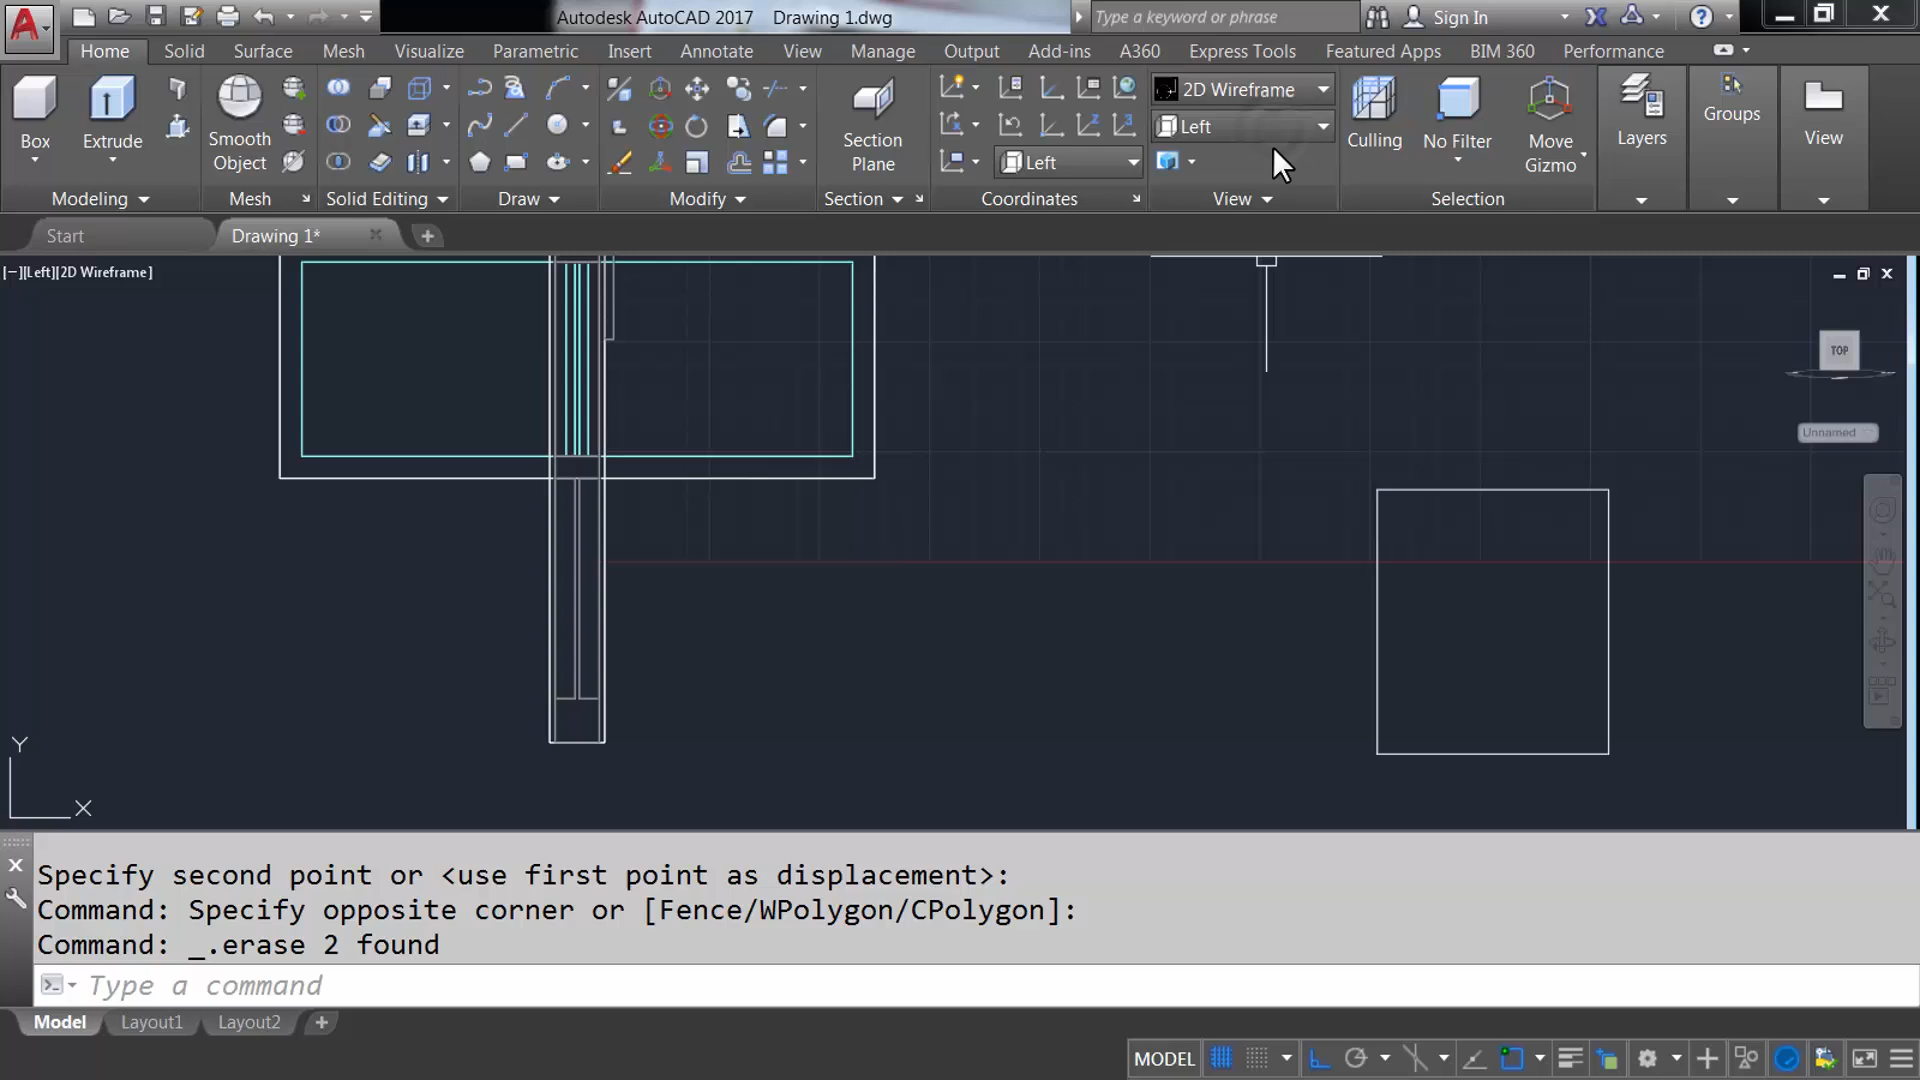 Autodesk AutoCAD 2017 Drawing 1.dwg
Type a keyword or phrase
Sign In
Home Solid Surface Mesh Visualize Parametric Insert Annotate View Manage Output Add-ins A360 Express Tools Featured Apps BIM 360 Performance
2D Wireframe
Left
Left
Box
Extrude
Smooth
Object
Section
Plane
Culling
No Filter
Move
Gizmo
Layers
Groups
View
Modeling
Mesh
Solid Editing
Draw
Modify
Section
Coordinates
View
Selection
Start
Drawing 1*
[−][Left][2D Wireframe]
TOP
Unnamed
Y
X
Specify second point or <use first point as displacement>:
Command: Specify opposite corner or [Fence/WPolygon/CPolygon]:
Command: _.erase 2 found
Type a command
Model Layout1 Layout2
MODEL